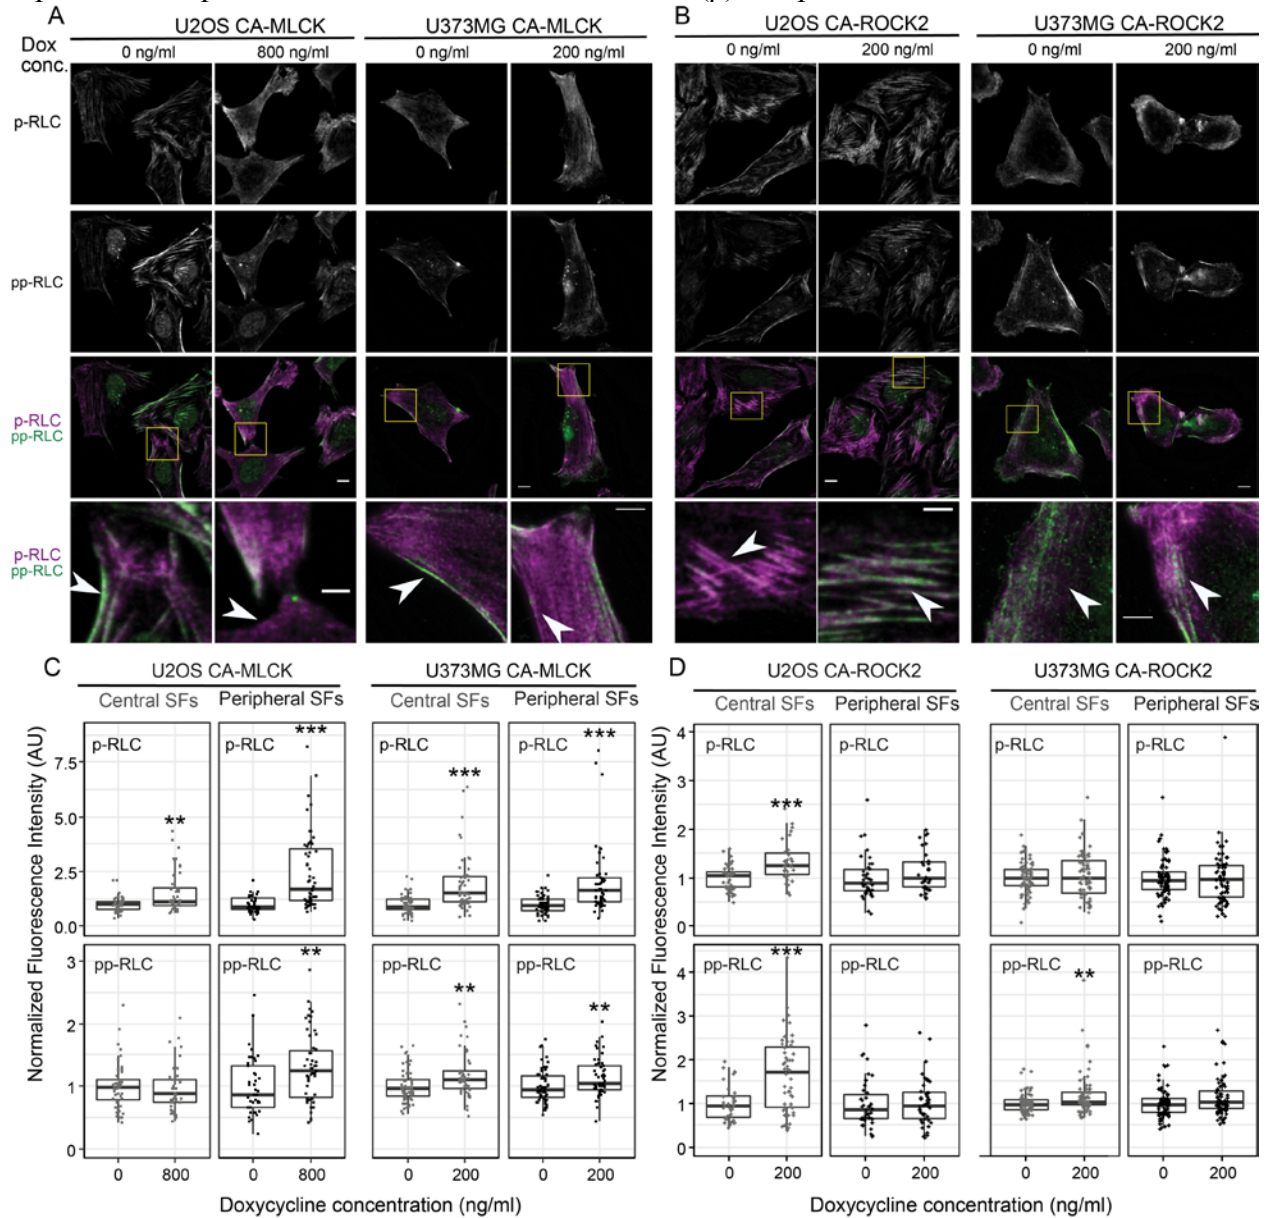 A
U2OS CA-MLCK U373MG CA-MLCK
Dox conc.
0 ng/ml 800 ng/ml 0 ng/ml 200 ng/ml
B
U2OS CA-ROCK2 U373MG CA-ROCK2
0 ng/ml 200 ng/ml 0 ng/ml 200 ng/ml
p-RLC
pp-RLC
p-RLC
pp-RLC
p-RLC
pp-RLC
C
U2OS CA-MLCK U373MG CA-MLCK
Central SFs Peripheral SFs Central SFs Peripheral SFs
Normalized Fluorescence Intensity (AU)
p-RLC p-RLC p-RLC p-RLC
** *** *** ***
7.5
5.0
2.5
0.0
pp-RLC pp-RLC pp-RLC pp-RLC
** ** **
3
2
1
0
0 800 0 800 0 200 0 200
Doxycycline concentration (ng/ml)
D
U2OS CA-ROCK2 U373MG CA-ROCK2
Central SFs Peripheral SFs Central SFs Peripheral SFs
Normalized Fluorescence Intensity (AU)
p-RLC p-RLC p-RLC p-RLC
***
4
3
2
1
0
pp-RLC pp-RLC pp-RLC pp-RLC
*** **
4
3
2
1
0
0 200 0 200 0 200 0 200
Doxycycline concentration (ng/ml)